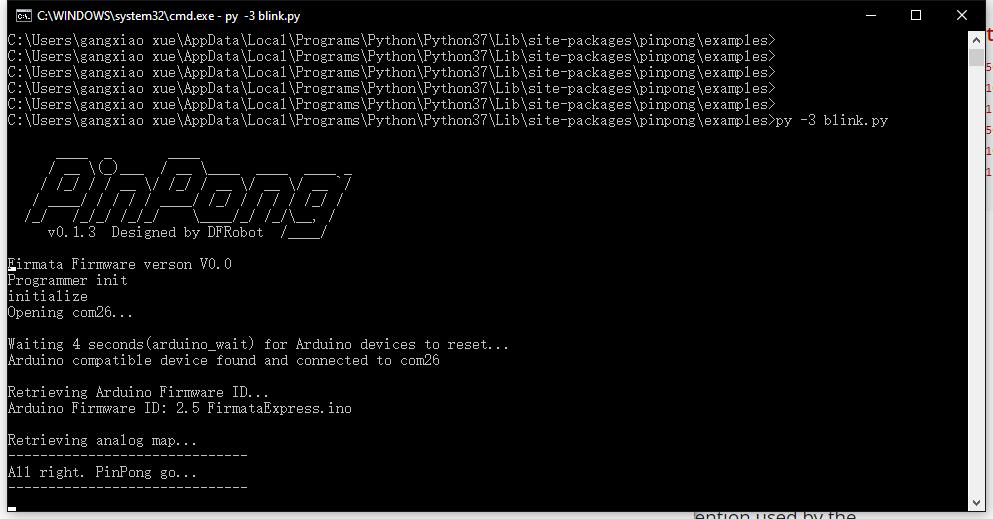 C:\WINDOWS\system32\cmd.exe - py  -3 blink.py
C:\Users\gangxiao xue\AppData\Local\Programs\Python\Python37\Lib\site-packages\pinpong\examples>
C:\Users\gangxiao xue\AppData\Local\Programs\Python\Python37\Lib\site-packages\pinpong\examples>
C:\Users\gangxiao xue\AppData\Local\Programs\Python\Python37\Lib\site-packages\pinpong\examples>
C:\Users\gangxiao xue\AppData\Local\Programs\Python\Python37\Lib\site-packages\pinpong\examples>
C:\Users\gangxiao xue\AppData\Local\Programs\Python\Python37\Lib\site-packages\pinpong\examples>
C:\Users\gangxiao xue\AppData\Local\Programs\Python\Python37\Lib\site-packages\pinpong\examples>py -3 blink.py
PinPong
v0.1.3  Designed by DFRobot
Firmata Firmware verson V0.0
Programmer init
initialize
Opening com26...
Waiting 4 seconds(arduino_wait) for Arduino devices to reset...
Arduino compatible device found and connected to com26
Retrieving Arduino Firmware ID...
Arduino Firmware ID: 2.5 FirmataExpress.ino
Retrieving analog map...
------------------------------
All right. PinPong go...
------------------------------
used by the